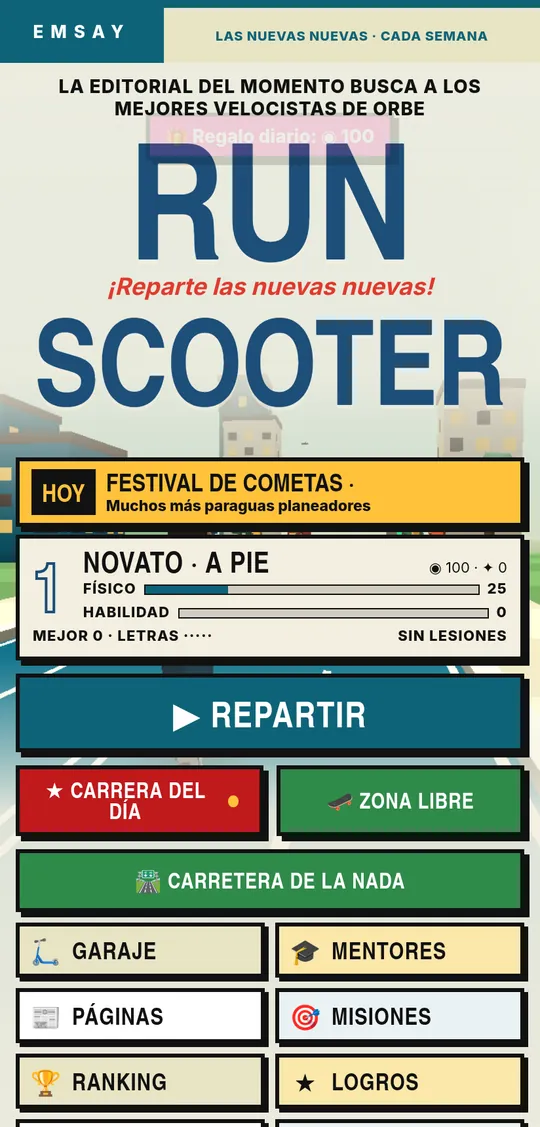 EMSAY
LAS NUEVAS NUEVAS · CADA SEMANA
LA EDITORIAL DEL MOMENTO BUSCA A LOS
MEJORES VELOCISTAS DE ORBE
Regalo diario: ◉ 100
RUN
¡Reparte las nuevas nuevas!
SCOOTER
HOY
FESTIVAL DE COMETAS ·
Muchos más paraguas planeadores
1
NOVATO · A PIE
◉ 100 · ✦ 0
FÍSICO 25
HABILIDAD 0
MEJOR 0 · LETRAS ·····
SIN LESIONES
▶ REPARTIR
★ CARRERA DEL
DÍA
ZONA LIBRE
CARRETERA DE LA NADA
GARAJE
MENTORES
PÁGINAS
MISIONES
RANKING
★ LOGROS